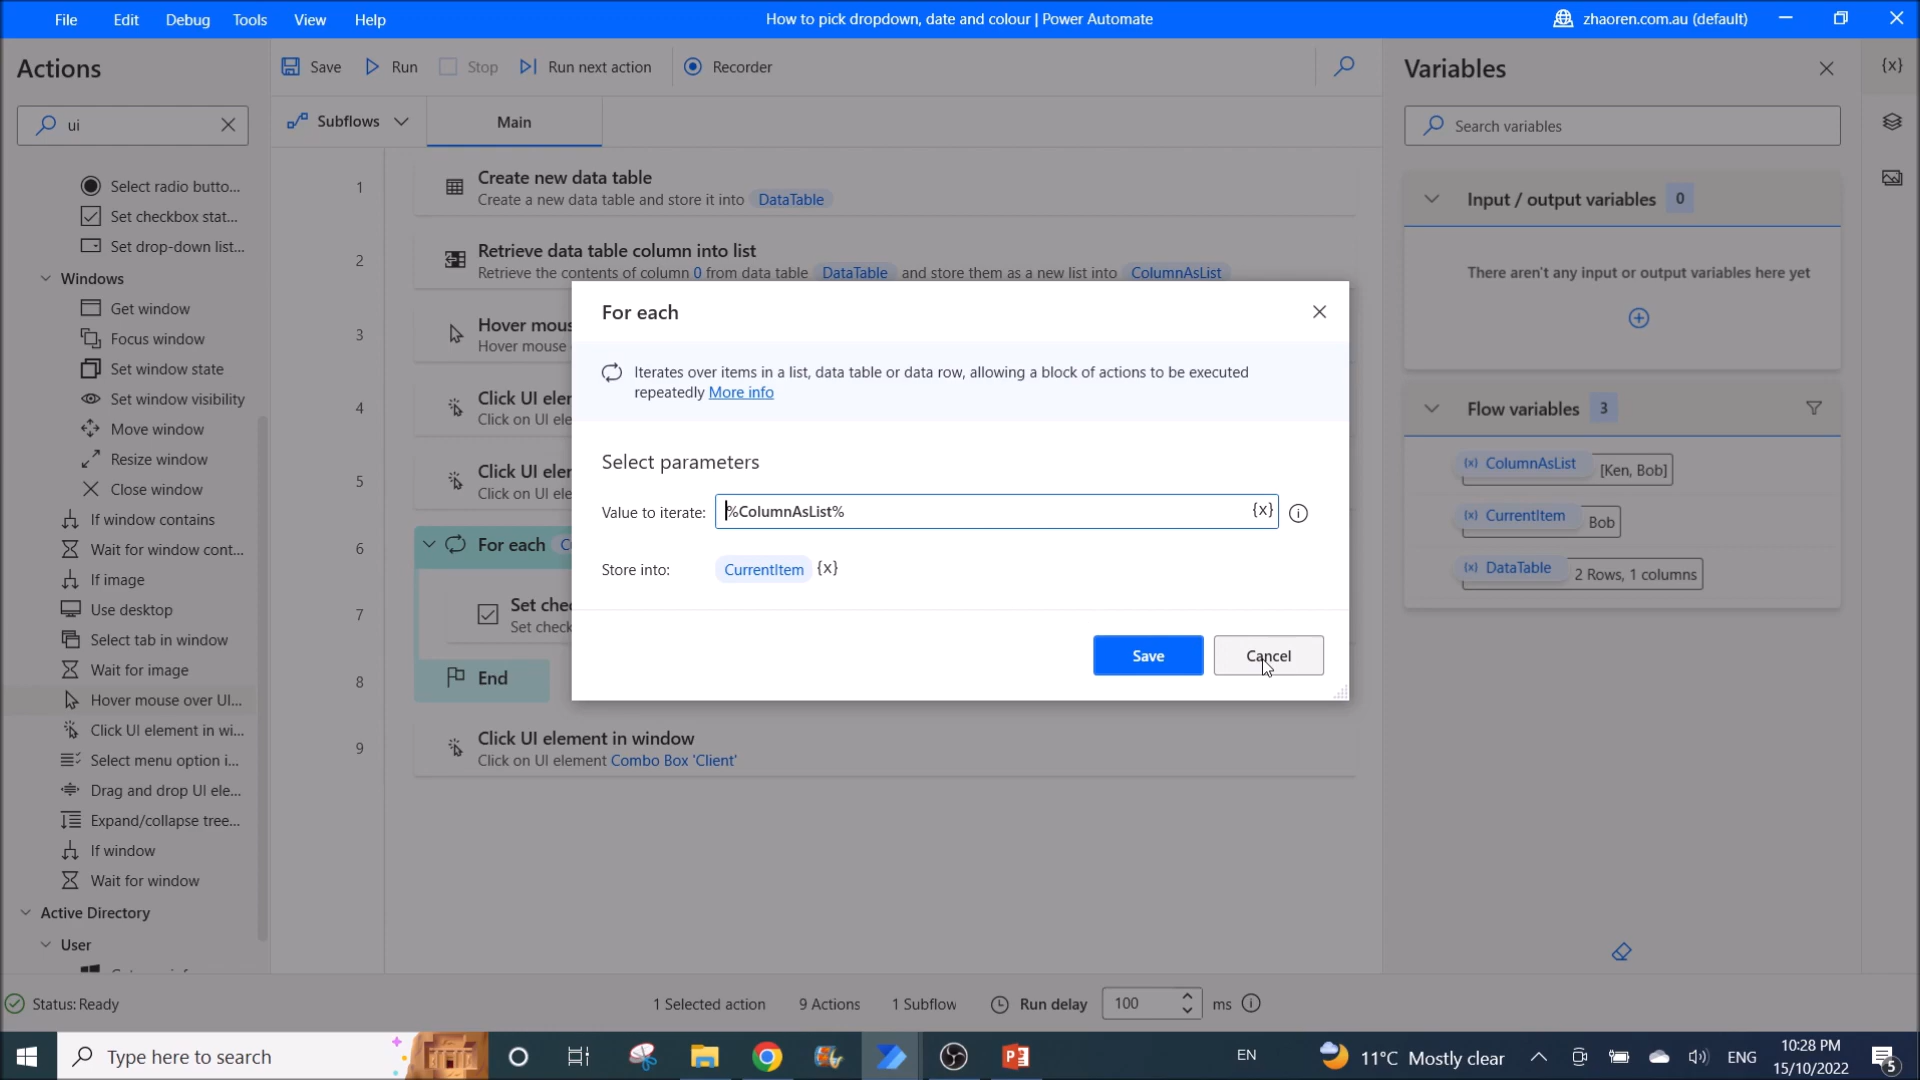 File Edit Debug Tools View Help
How to pick dropdown, date and colour | Power Automate
zhaoren.com.au (default)
Actions
ui
Select radio butto...
Set checkbox stat...
Set drop-down list...
Windows
Get window
Focus window
Set window state
Set window visibility
Move window
Resize window
Close window
If window contains
Wait for window cont...
If image
Use desktop
Select tab in window
Wait for image
Hover mouse over UI...
Click UI element in wi...
Select menu option i...
Drag and drop UI ele...
Expand/collapse tree...
If window
Wait for window
Active Directory
User
Save Run Stop Run next action Recorder
Subflows Main
1 Create new data table
Create a new data table and store it into DataTable
2 Retrieve data table column into list
Retrieve the contents of column 0 from data table DataTable and store them as a new list into ColumnAsList
3 Hover mous
Hover mouse
4 Click UI eler
Click on UI ele
5 Click UI eler
Click on UI ele
6 For each
7 Set che
Set check
8 End
9 Click UI element in window
Click on UI element Combo Box 'Client'
For each
Iterates over items in a list, data table or data row, allowing a block of actions to be executed
repeatedly More info
Select parameters
Value to iterate: %ColumnAsList% {x}
Store into: CurrentItem {x}
Save Cancel
Variables
{x}
Search variables
Input / output variables 0
There aren't any input or output variables here yet
Flow variables 3
(x) ColumnAsList [Ken, Bob]
(x) CurrentItem Bob
(x) DataTable 2 Rows, 1 columns
Status: Ready 1 Selected action 9 Actions 1 Subflow Run delay 100 ms
Type here to search
EN
11°C Mostly clear
ENG
10:28 PM
15/10/2022
5